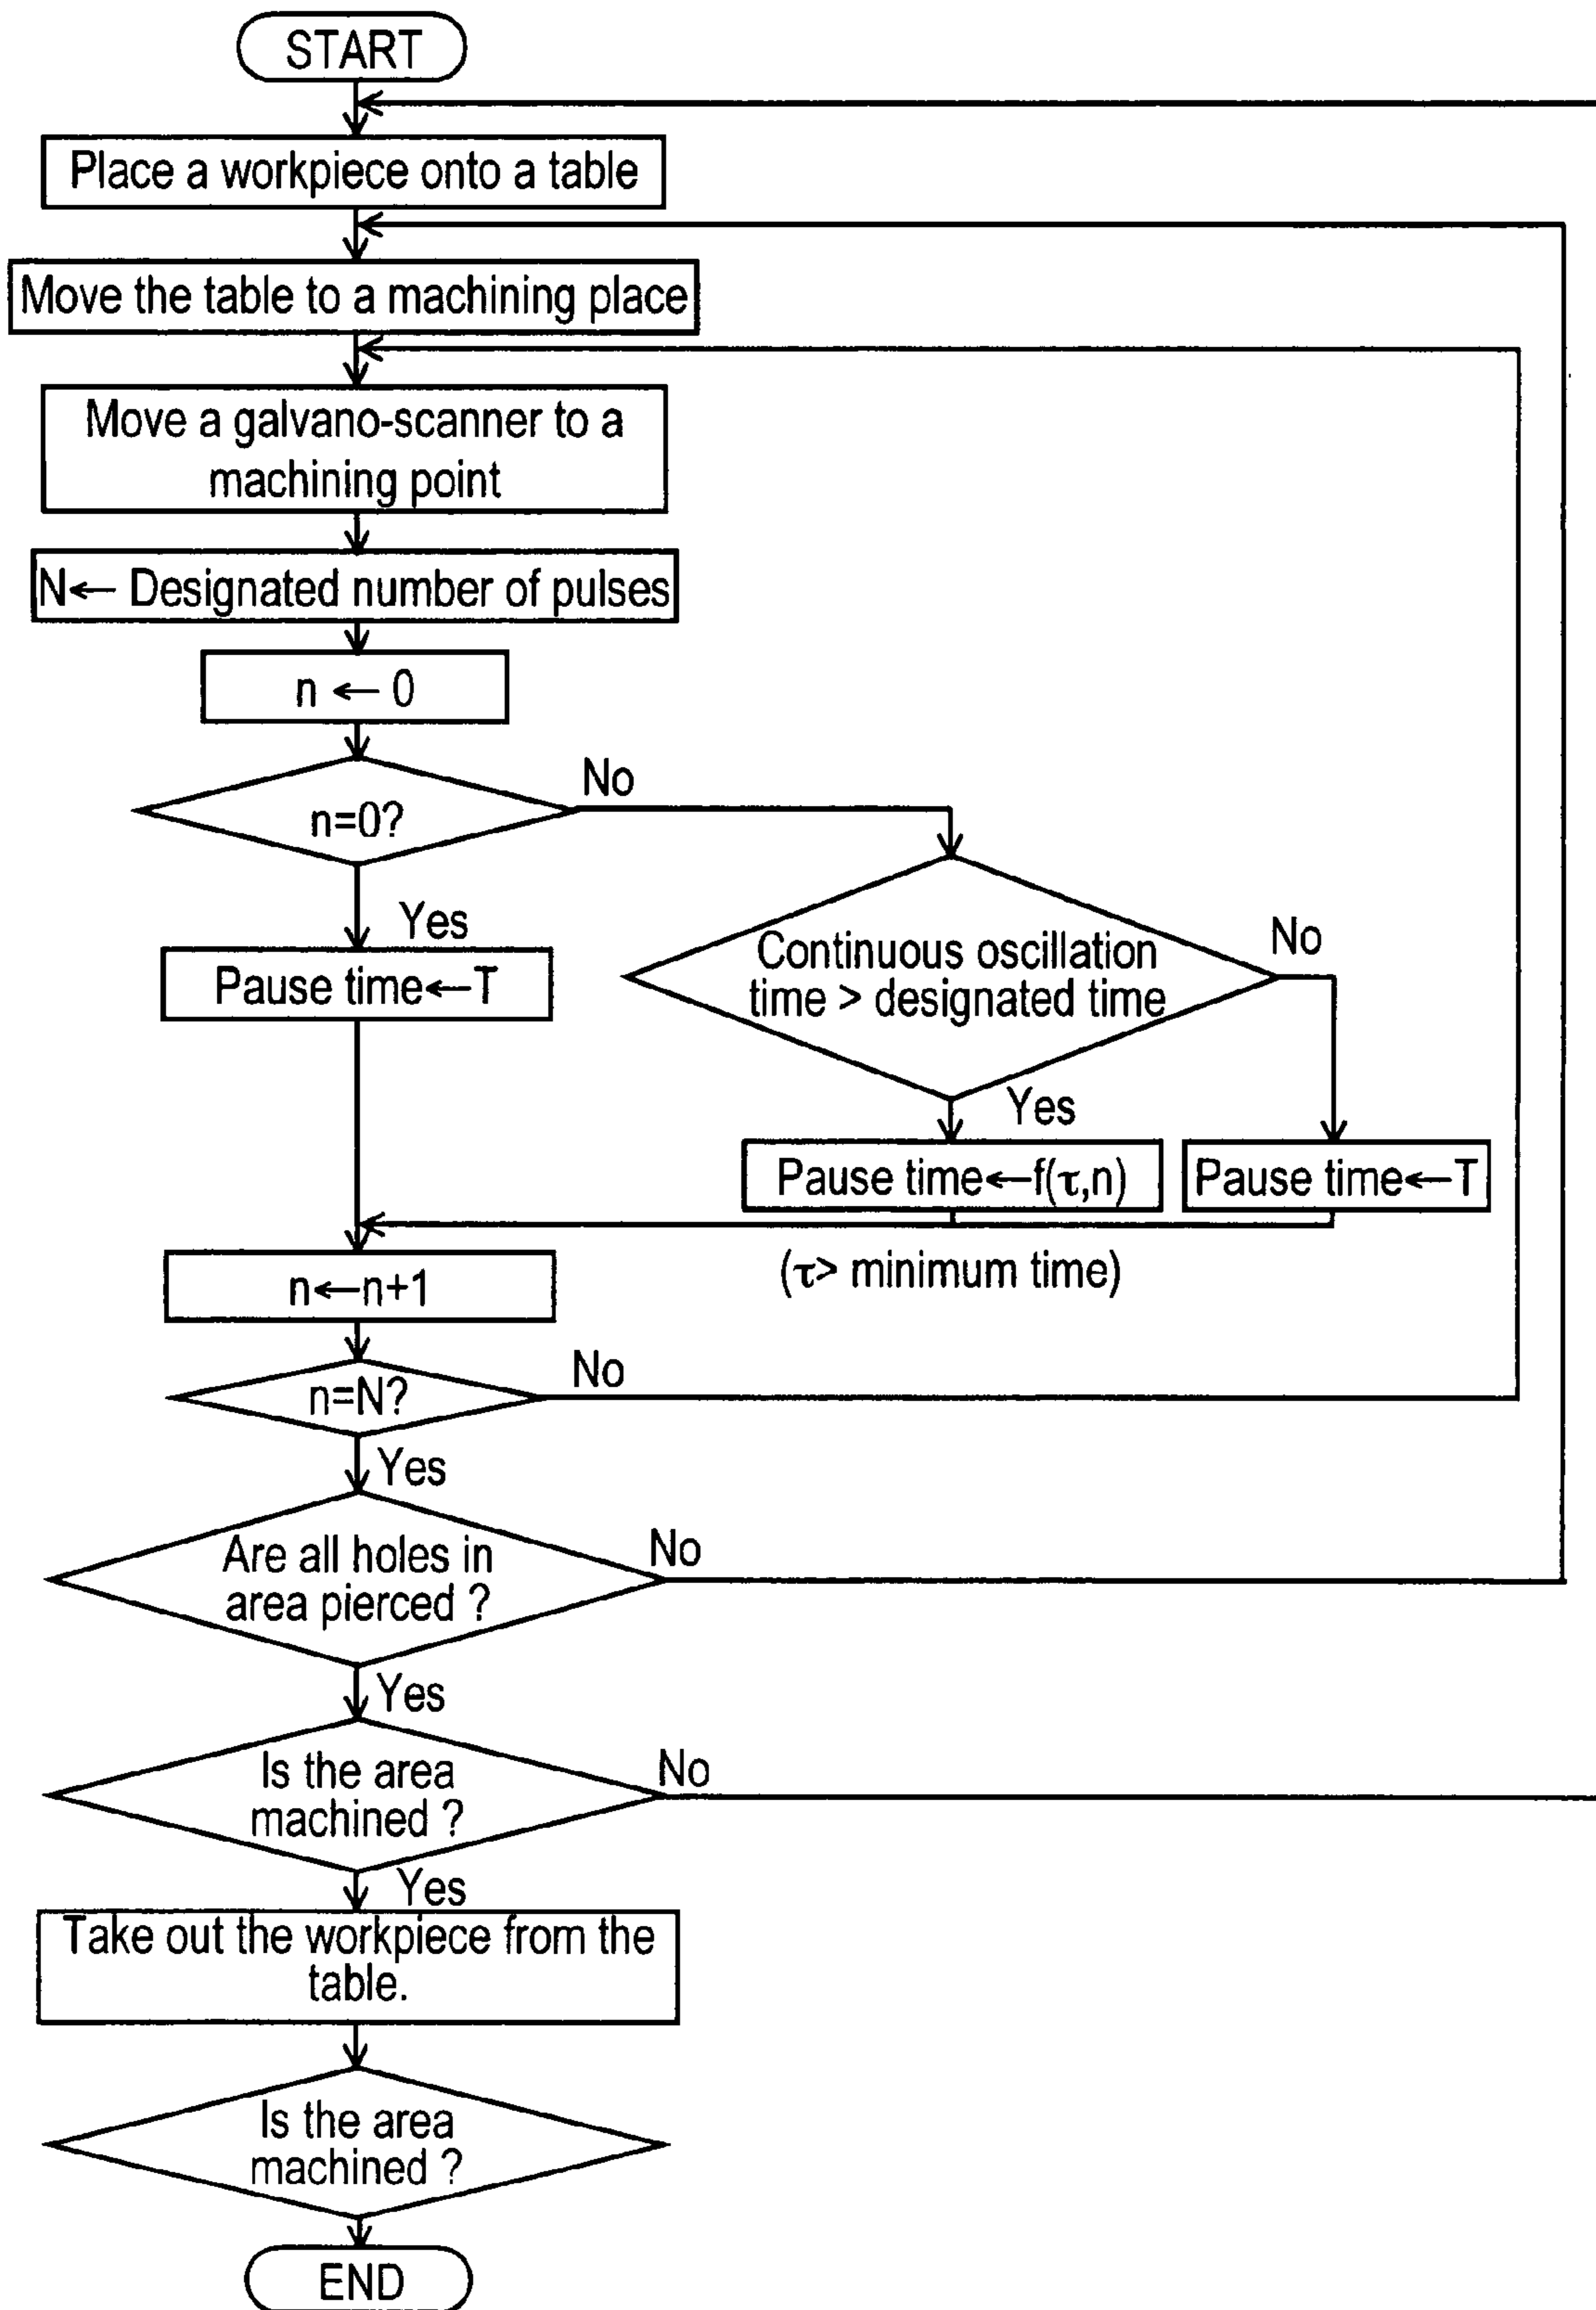 START
Place a workpiece onto a table
Move the table to a machining place
Move a galvano-scanner to a
machining point
N← Designated number of pulses
n ← 0
n=0?
No
Yes
Pause time←T
Continuous oscillation
time > designated time
No
Yes
Pause time←f(τ,n)
Pause time←T
(τ> minimum time)
n←n+1
n=N?
No
Yes
Are all holes in
area pierced ?
No
Yes
Is the area
machined ?
No
Yes
Take out the workpiece from the
table.
Is the area
machined ?
END